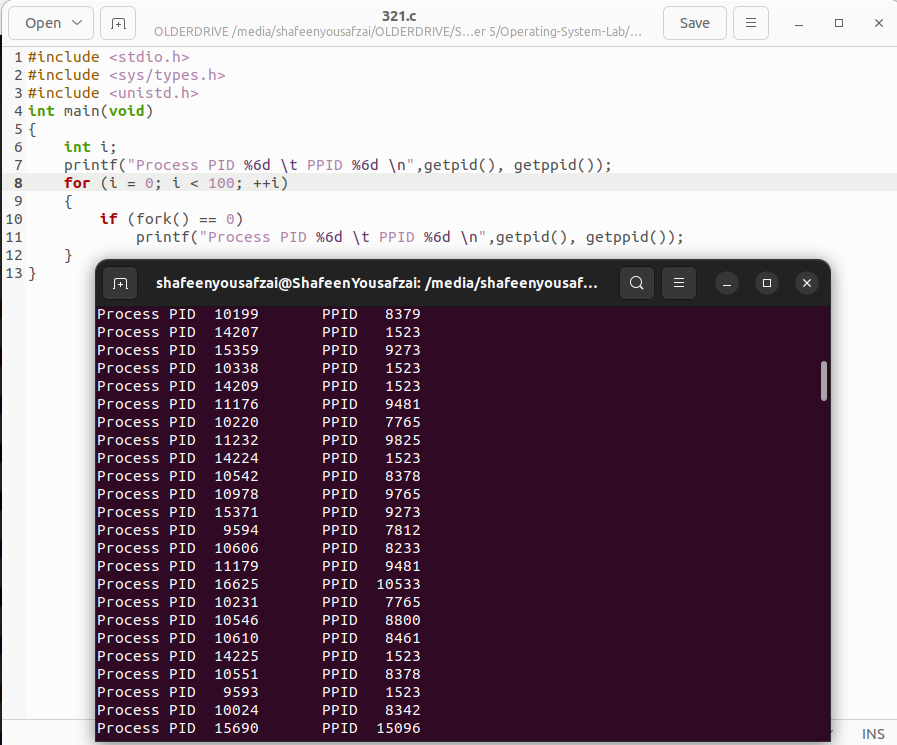 Open
321.c
OLDERDRIVE /media/shafeenyousafzai/OLDERDRIVE/S...er 5/Operating-System-Lab/...
Save
1 #include <stdio.h>
2 #include <sys/types.h>
3 #include <unistd.h>
4 int main(void)
5 {
6     int i;
7     printf("Process PID %6d \t PPID %6d \n",getpid(), getppid());
8     for (i = 0; i < 100; ++i)
9     {
10         if (fork() == 0)
11             printf("Process PID %6d \t PPID %6d \n",getpid(), getppid());
12     }
13 }
shafeenyousafzai@ShafeenYousafzai: /media/shafeenyousaf...
Process PID  10199       PPID   8379
Process PID  14207       PPID   1523
Process PID  15359       PPID   9273
Process PID  10338       PPID   1523
Process PID  14209       PPID   1523
Process PID  11176       PPID   9481
Process PID  10220       PPID   7765
Process PID  11232       PPID   9825
Process PID  14224       PPID   1523
Process PID  10542       PPID   8378
Process PID  10978       PPID   9765
Process PID  15371       PPID   9273
Process PID   9594       PPID   7812
Process PID  10606       PPID   8233
Process PID  11179       PPID   9481
Process PID  16625       PPID  10533
Process PID  10231       PPID   7765
Process PID  10546       PPID   8800
Process PID  10610       PPID   8461
Process PID  14225       PPID   1523
Process PID  10551       PPID   8378
Process PID   9593       PPID   1523
Process PID  10024       PPID   8342
Process PID  15690       PPID  15096
INS